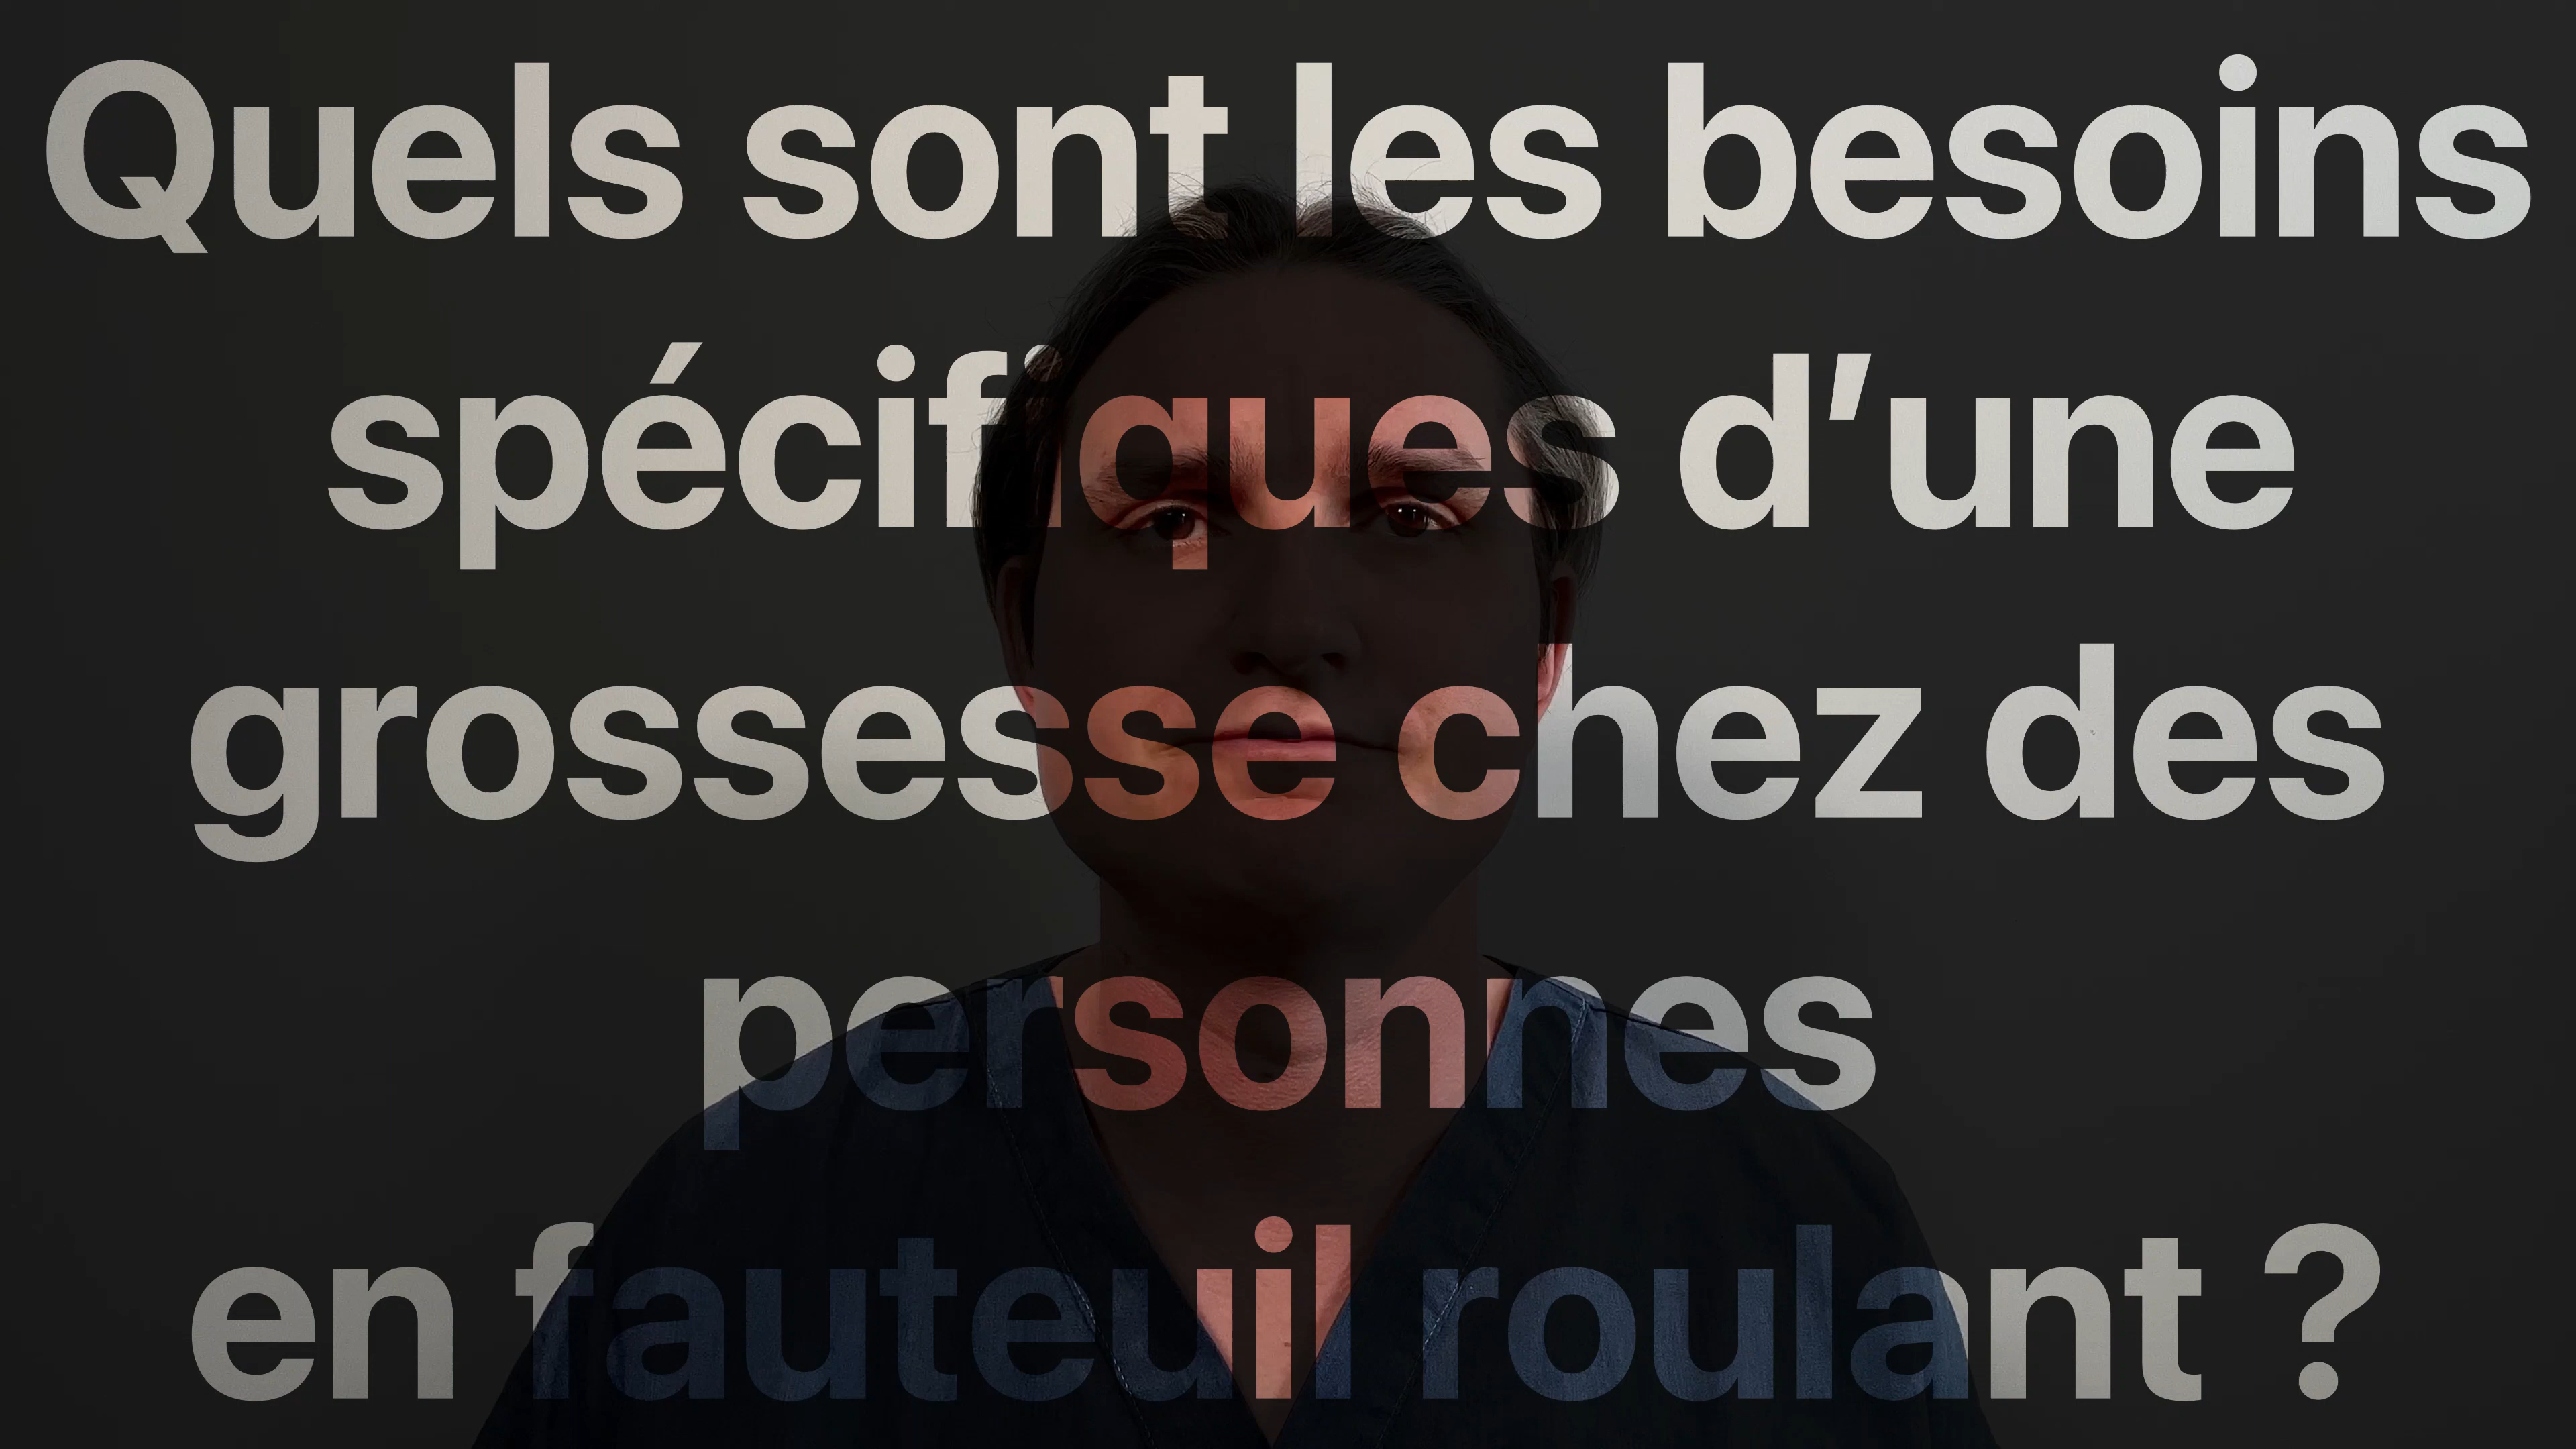 Quels sont les besoins
spécifiques d’une
grossesse chez des
personnes
en fauteuil roulant ?